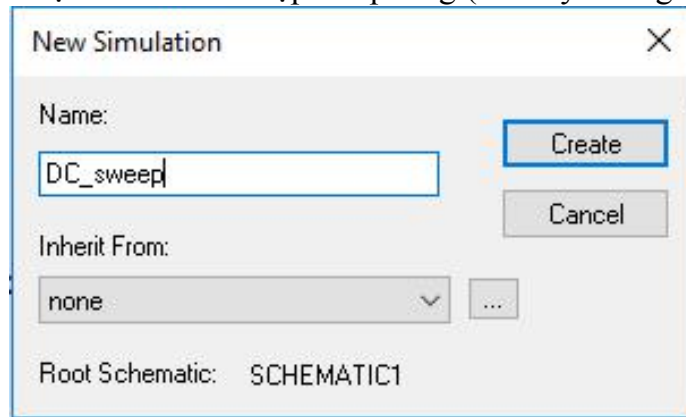 New Simulation
Name:
Create
DC_sweep
Cancel
Inherit From:
none
...
Root Schematic: SCHEMATIC1